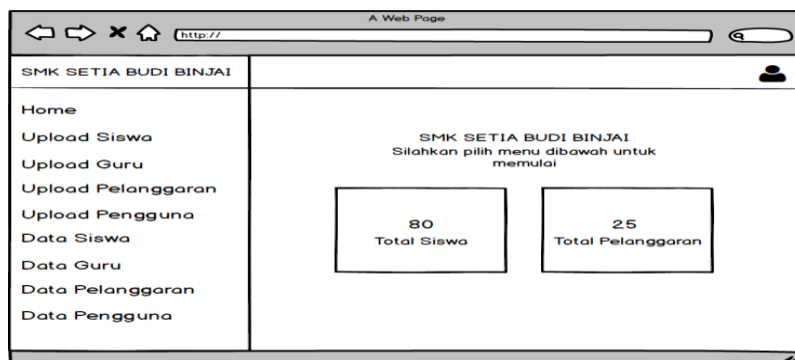 A Web Page
http://
SMK SETIA BUDI BINJAI
Home
Upload Siswa
Upload Guru
Upload Pelanggaran
Upload Pengguna
Data Siswa
Data Guru
Data Pelanggaran
Data Pengguna
SMK SETIA BUDI BINJAI
Silahkan pilih menu dibawah untuk
memulai
80
Total Siswa
25
Total Pelanggaran